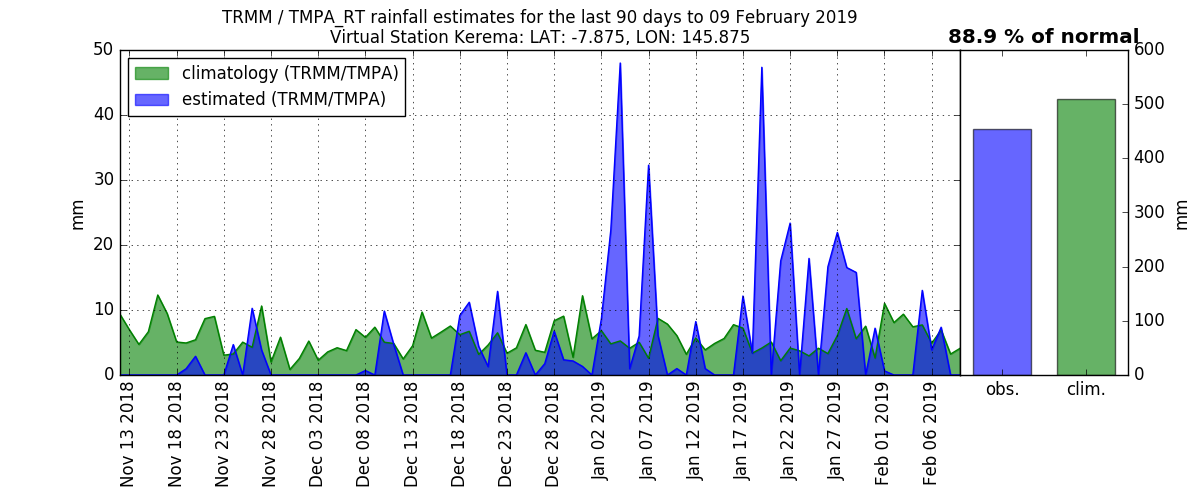 TRMM / TMPA_RT rainfall estimates for the last 90 days to 09 February 2019
Virtual Station Kerema: LAT: -7.875, LON: 145.875
88.9 % of normal
climatology (TRMM/TMPA)
estimated (TRMM/TMPA)
mm
50
40
30
20
10
0
Nov 13 2018
Nov 18 2018
Nov 23 2018
Nov 28 2018
Dec 03 2018
Dec 08 2018
Dec 13 2018
Dec 18 2018
Dec 23 2018
Dec 28 2018
Jan 02 2019
Jan 07 2019
Jan 12 2019
Jan 17 2019
Jan 22 2019
Jan 27 2019
Feb 01 2019
Feb 06 2019
600
500
400
300
200
100
0
mm
obs.
clim.